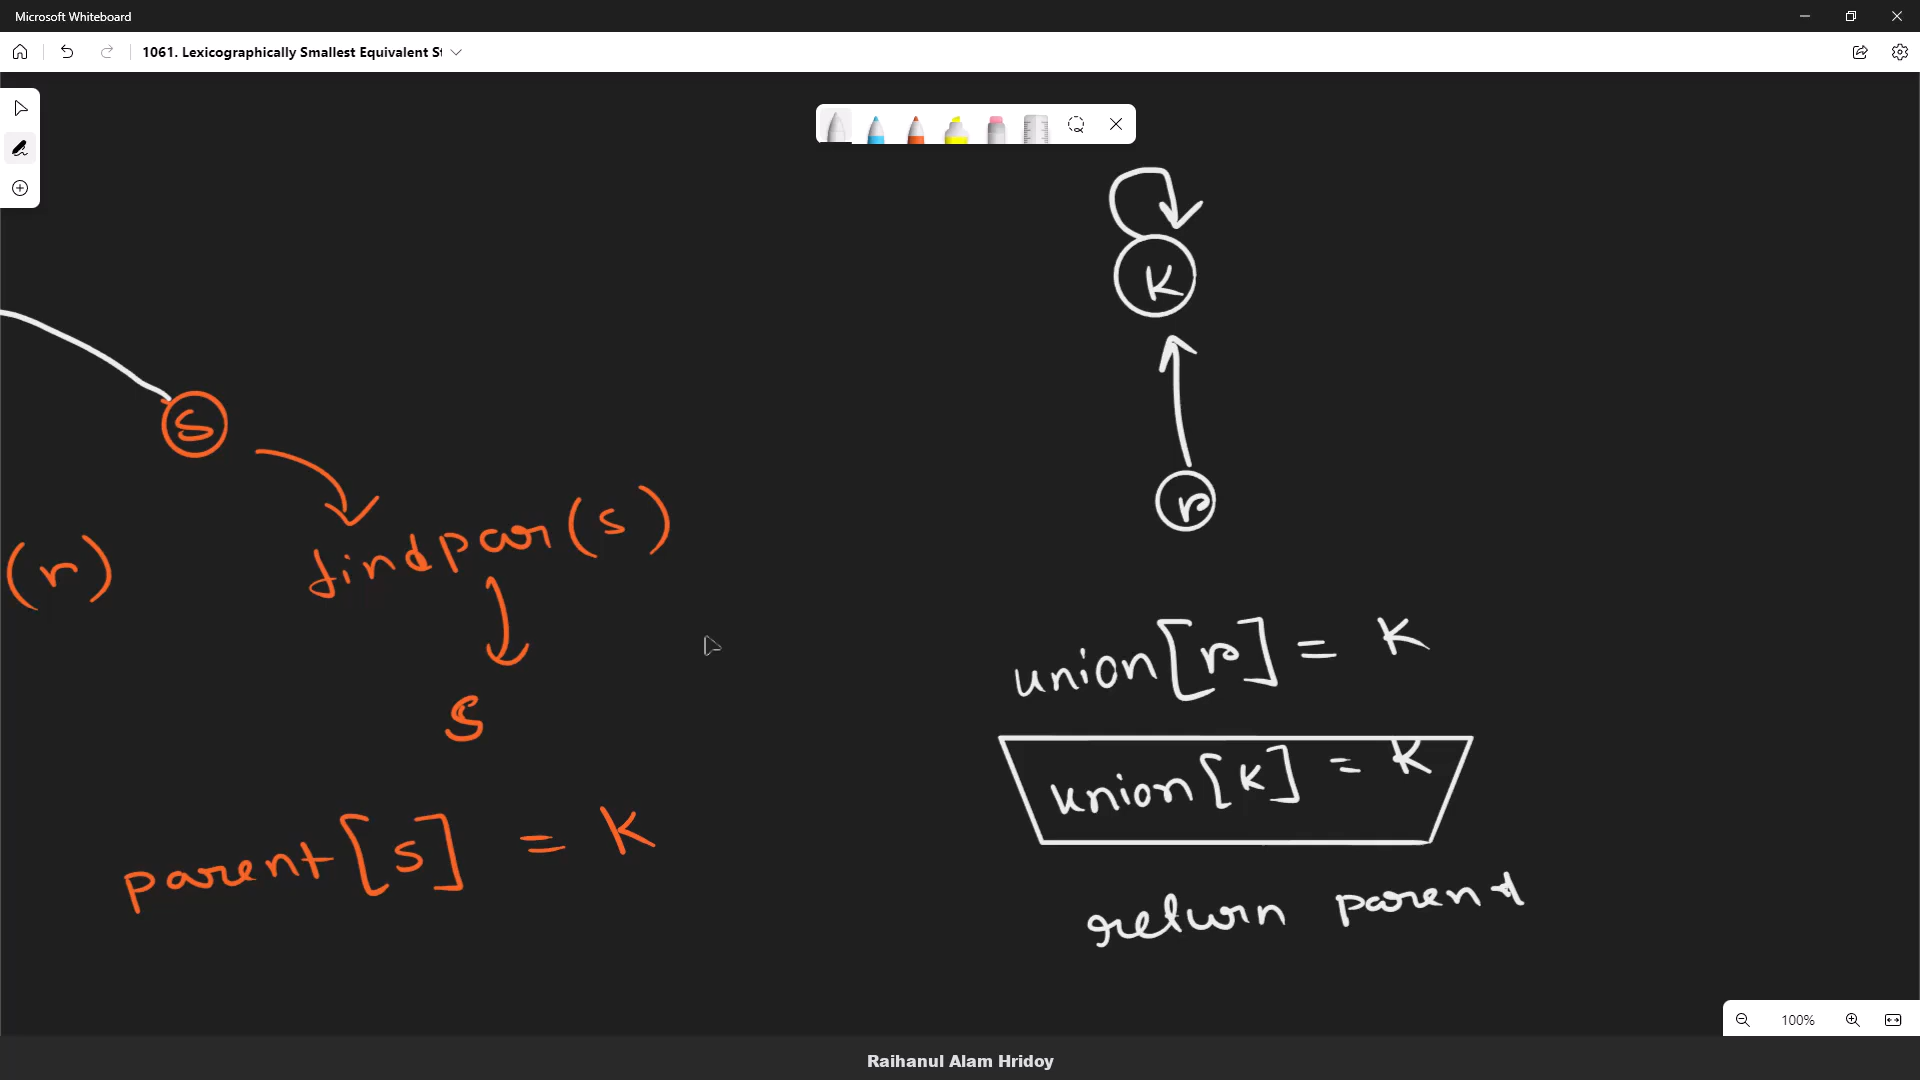 Microsoft Whiteboard
1061. Lexicographically Smallest Equivalent St
K
S
r
(r)
findpar(s)
S
parent[s] = K
union[r] = K
union[K] = K
return parent
100%
Raihanul Alam Hridoy